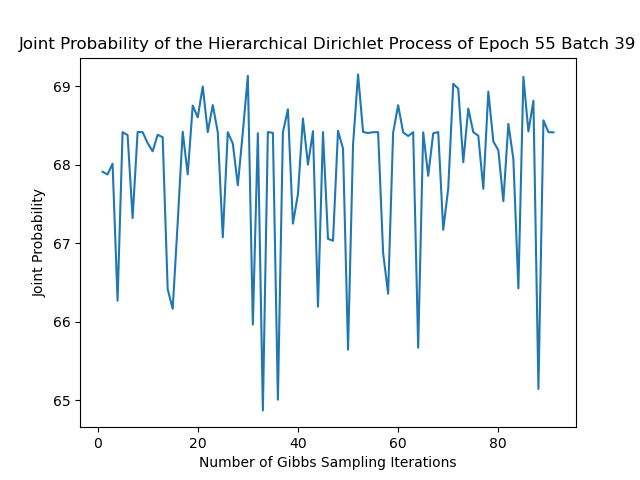 Joint Probability of the Hierarchical Dirichlet Process of Epoch 55 Batch 39
69
68
67
66
65
Joint Probability
0 20 40 60 80
Number of Gibbs Sampling Iterations